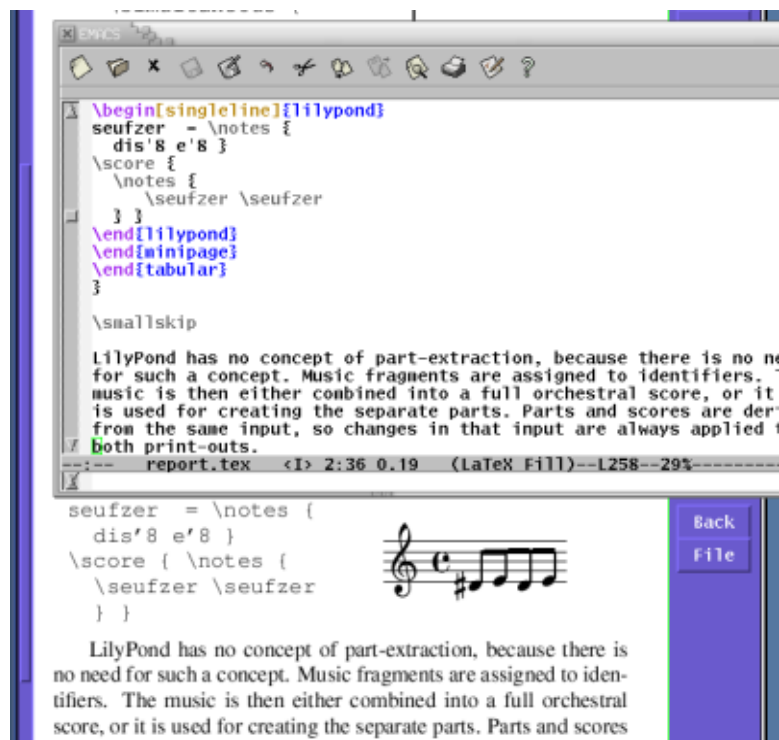 EMACS
\begin[singleline]{lilypond}
seufzer = \notes {
dis'8 e'8 }
\score {
\notes {
\seufzer \seufzer
} }
\end{lilypond}
\end{minipage}
\end{tabular}
}
\smallskip
LilyPond has no concept of part-extraction, because there is no ne
for such a concept. Music fragments are assigned to identifiers.
music is then either combined into a full orchestral score, or it
is used for creating the separate parts. Parts and scores are der
from the same input, so changes in that input are always applied
both print-outs.
--:-- report.tex <I> 2:36 0.19 (LaTeX Fill)--L258--29%---------
seufzer = \notes {
dis'8 e'8 }
\score { \notes {
\seufzer \seufzer
} }
Back
File
LilyPond has no concept of part-extraction, because there is
no need for such a concept. Music fragments are assigned to iden-
tifiers. The music is then either combined into a full orchestral
score, or it is used for creating the separate parts. Parts and scores